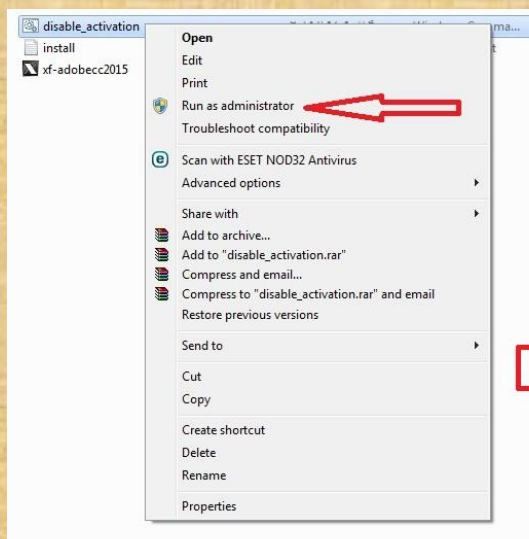 disable_activation
ma...
install
t
xf-adobecc2015
Open
Edit
Print
Run as administrator
Troubleshoot compatibility
Scan with ESET NOD32 Antivirus
Advanced options
Share with
Add to archive...
Add to "disable_activation.rar"
Compress and email...
Compress to "disable_activation.rar" and email
Restore previous versions
Send to
Cut
Copy
Create shortcut
Delete
Rename
Properties